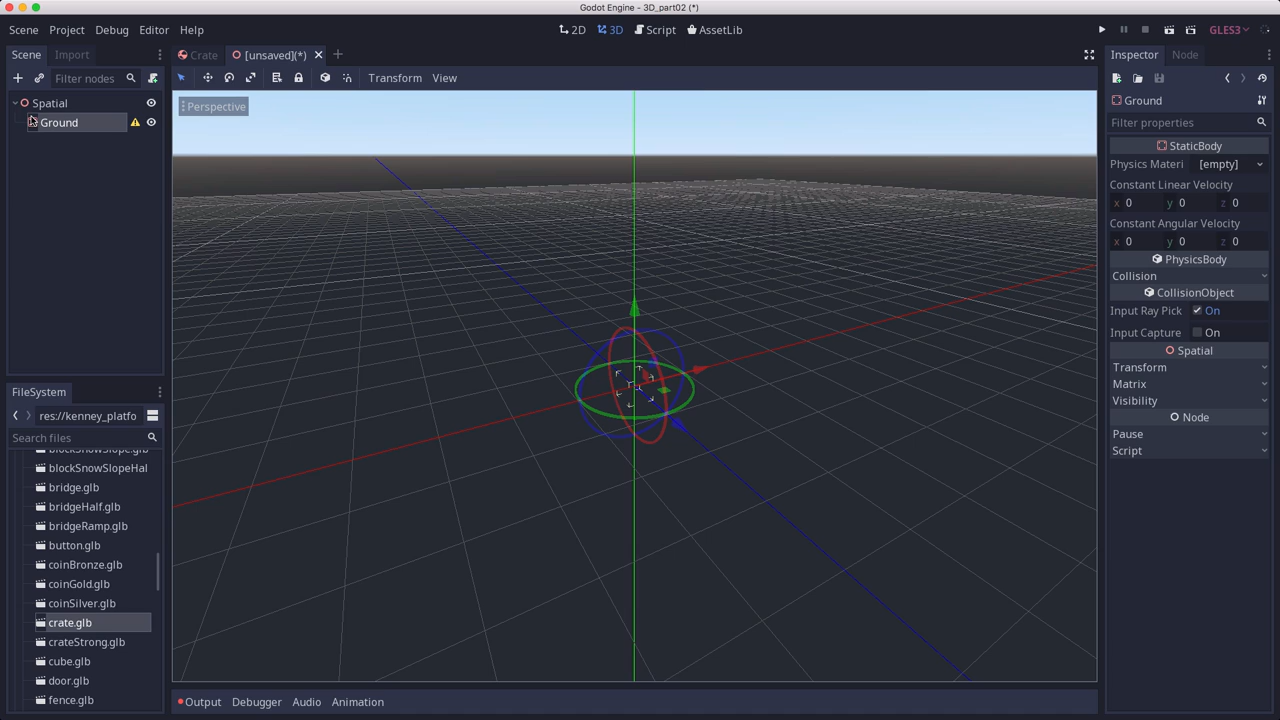 Godot Engine - 3D_part02 (*)
Scene Project Debug Editor Help
2D 3D Script AssetLib
GLES3
Scene Import
Crate [unsaved](*)
Inspector Node
Filter nodes
Transform View
Spatial
Ground
Perspective
Ground
Filter properties
StaticBody
Physics Materi [empty]
Constant Linear Velocity
x 0 y 0 z 0
Constant Angular Velocity
x 0 y 0 z 0
PhysicsBody
Collision
CollisionObject
Input Ray Pick On
Input Capture On
Spatial
Transform
Matrix
Visibility
Node
Pause
Script
FileSystem
res://kenney_platfo
Search files
blockSnowSlope.glb
blockSnowSlopeHal
bridge.glb
bridgeHalf.glb
bridgeRamp.glb
button.glb
coinBronze.glb
coinGold.glb
coinSilver.glb
crate.glb
crateStrong.glb
cube.glb
door.glb
fence.glb
Output Debugger Audio Animation